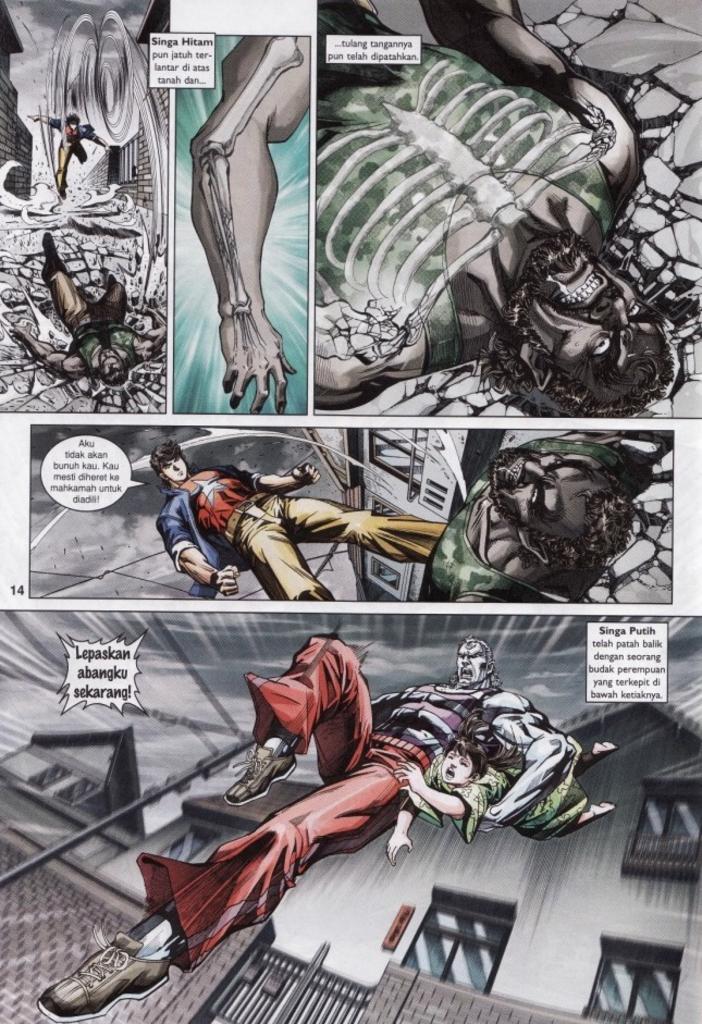 Singa Hitam
pun jatuh ter-
lantar di atas
tanah dan...
...tulang tangannya
pun telah dipatahkan.
Aku
tidak akan
bunuh kau. Kau
mesti diheret ke
mahkamah untuk
diadili!
14
Lepaskan
abangku
sekarang!
Singa Putih
telah patah balik
dengan seorang
budak perempuan
yang terkepit di
bawah ketiaknya.